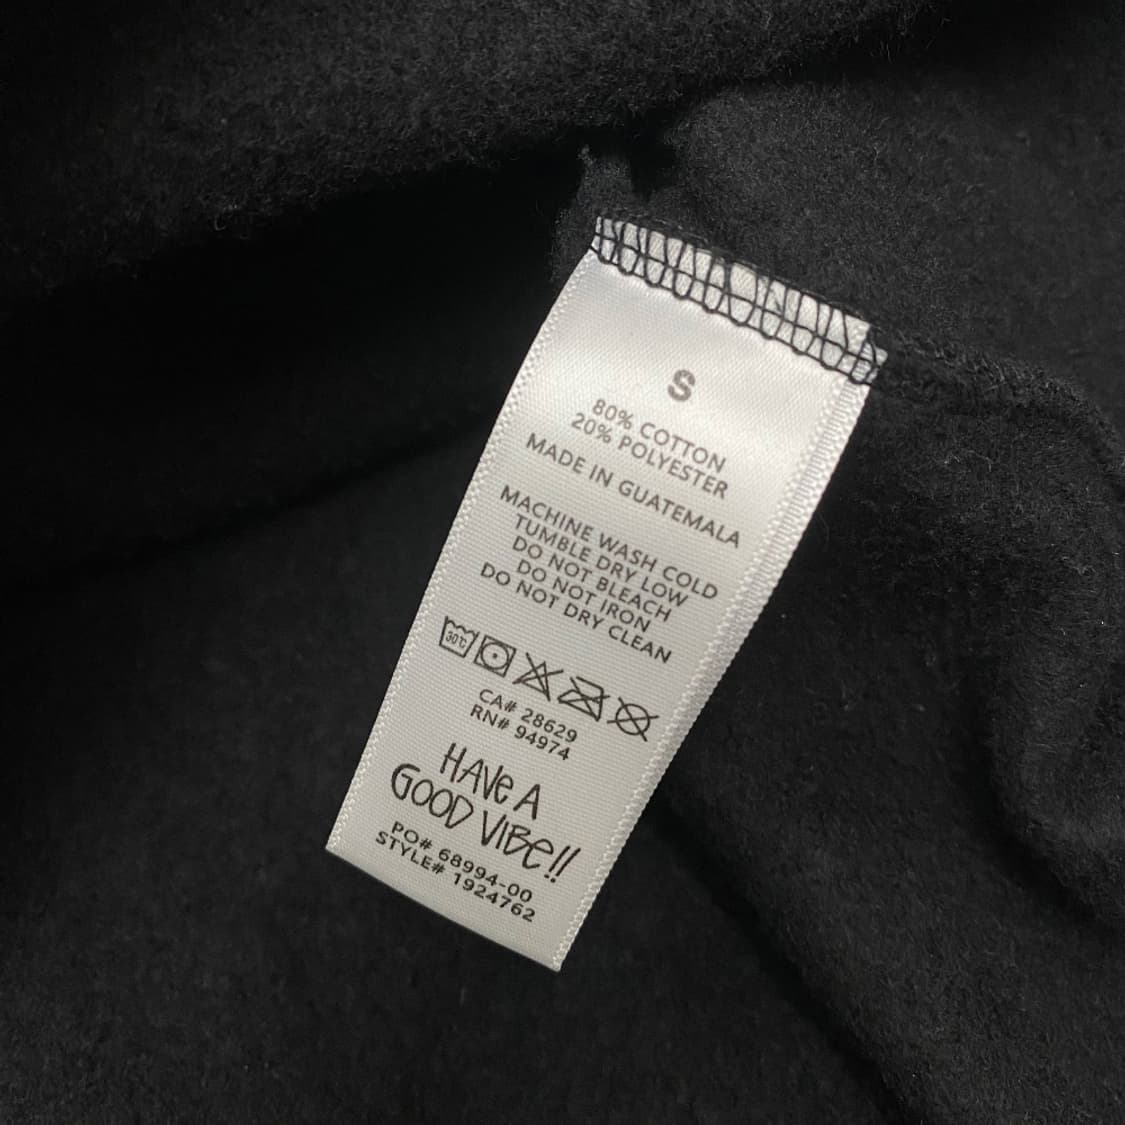 S
80% COTTON
20% POLYESTER
MADE IN GUATEMALA
MACHINE WASH COLD
TUMBLE DRY LOW
DO NOT BLEACH
DO NOT IRON
DO NOT DRY CLEAN
30°C
CA# 28629
RN# 94974
HAVe A
GOOD VIBe!!
PO# 68994-00
STYLE# 1924762